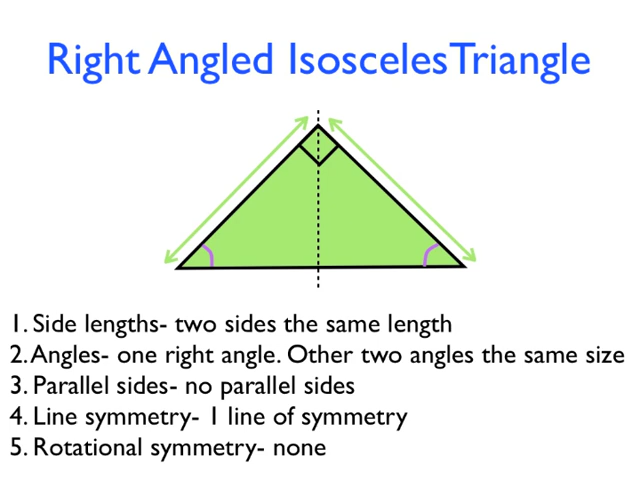 Right Angled Isosceles Triangle
1. Side lengths- two sides the same length
2. Angles- one right angle. Other two angles the same size
3. Parallel sides- no parallel sides
4. Line symmetry- 1 line of symmetry
5. Rotational symmetry- none